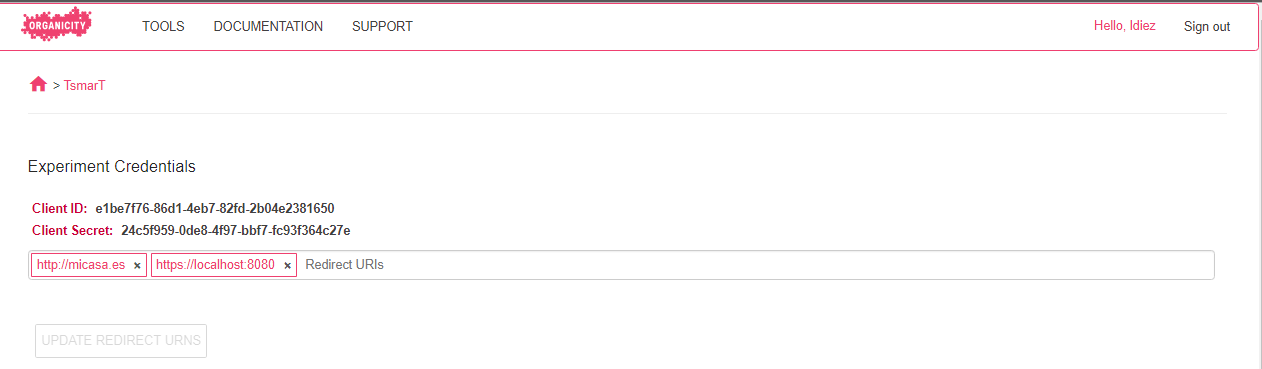 ORGANICITY TOOLS DOCUMENTATION SUPPORT Hello, ldiez Sign out
> TsmarT
Experiment Credentials
Client ID: e1be7f76-86d1-4eb7-82fd-2b04e2381650
Client Secret: 24c5f959-0de8-4f97-bbf7-fc93f364c27e
http://micasa.es × https://localhost:8080 × Redirect URIs
UPDATE REDIRECT URNS